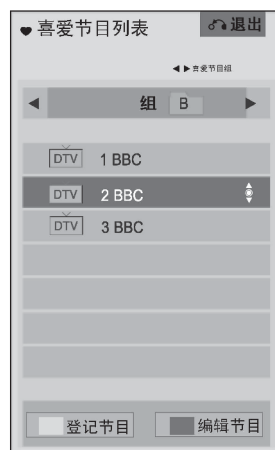 ♥ 喜爱节目列表 退出
◀ ▶ 喜爱节目组
◀ 组 B ▶
DTV 1 BBC
DTV 2 BBC
DTV 3 BBC
登记节目 编辑节目